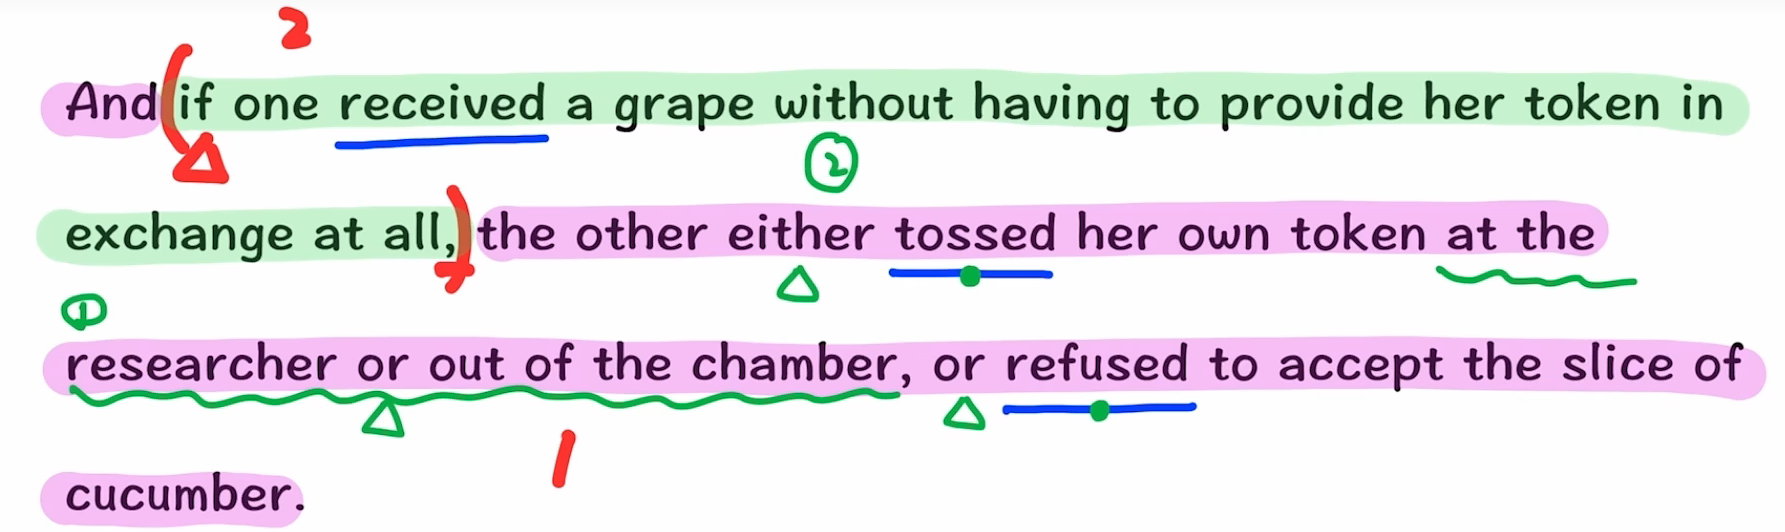 2
And if one received a grape without having to provide her token in
2
exchange at all, the other either tossed her own token at the
1
researcher or out of the chamber, or refused to accept the slice of
1
cucumber.